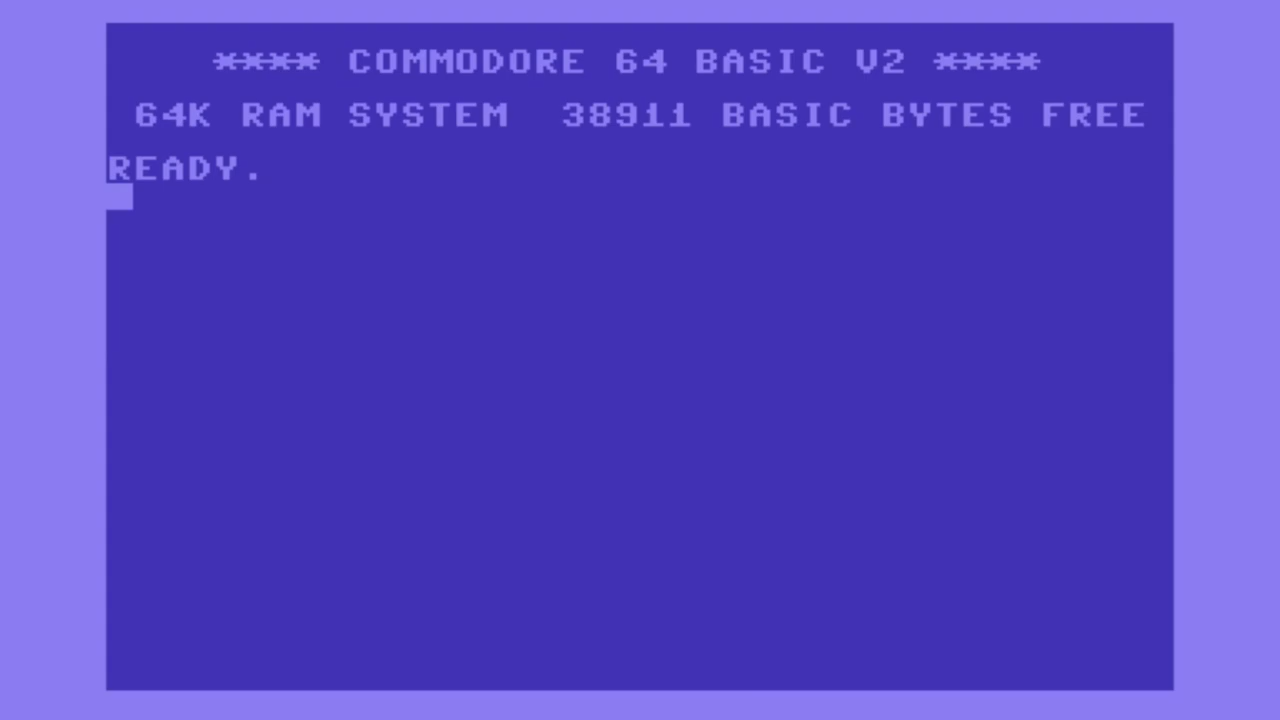 **** COMMODORE 64 BASIC V2 ****
64K RAM SYSTEM  38911 BASIC BYTES FREE
READY.